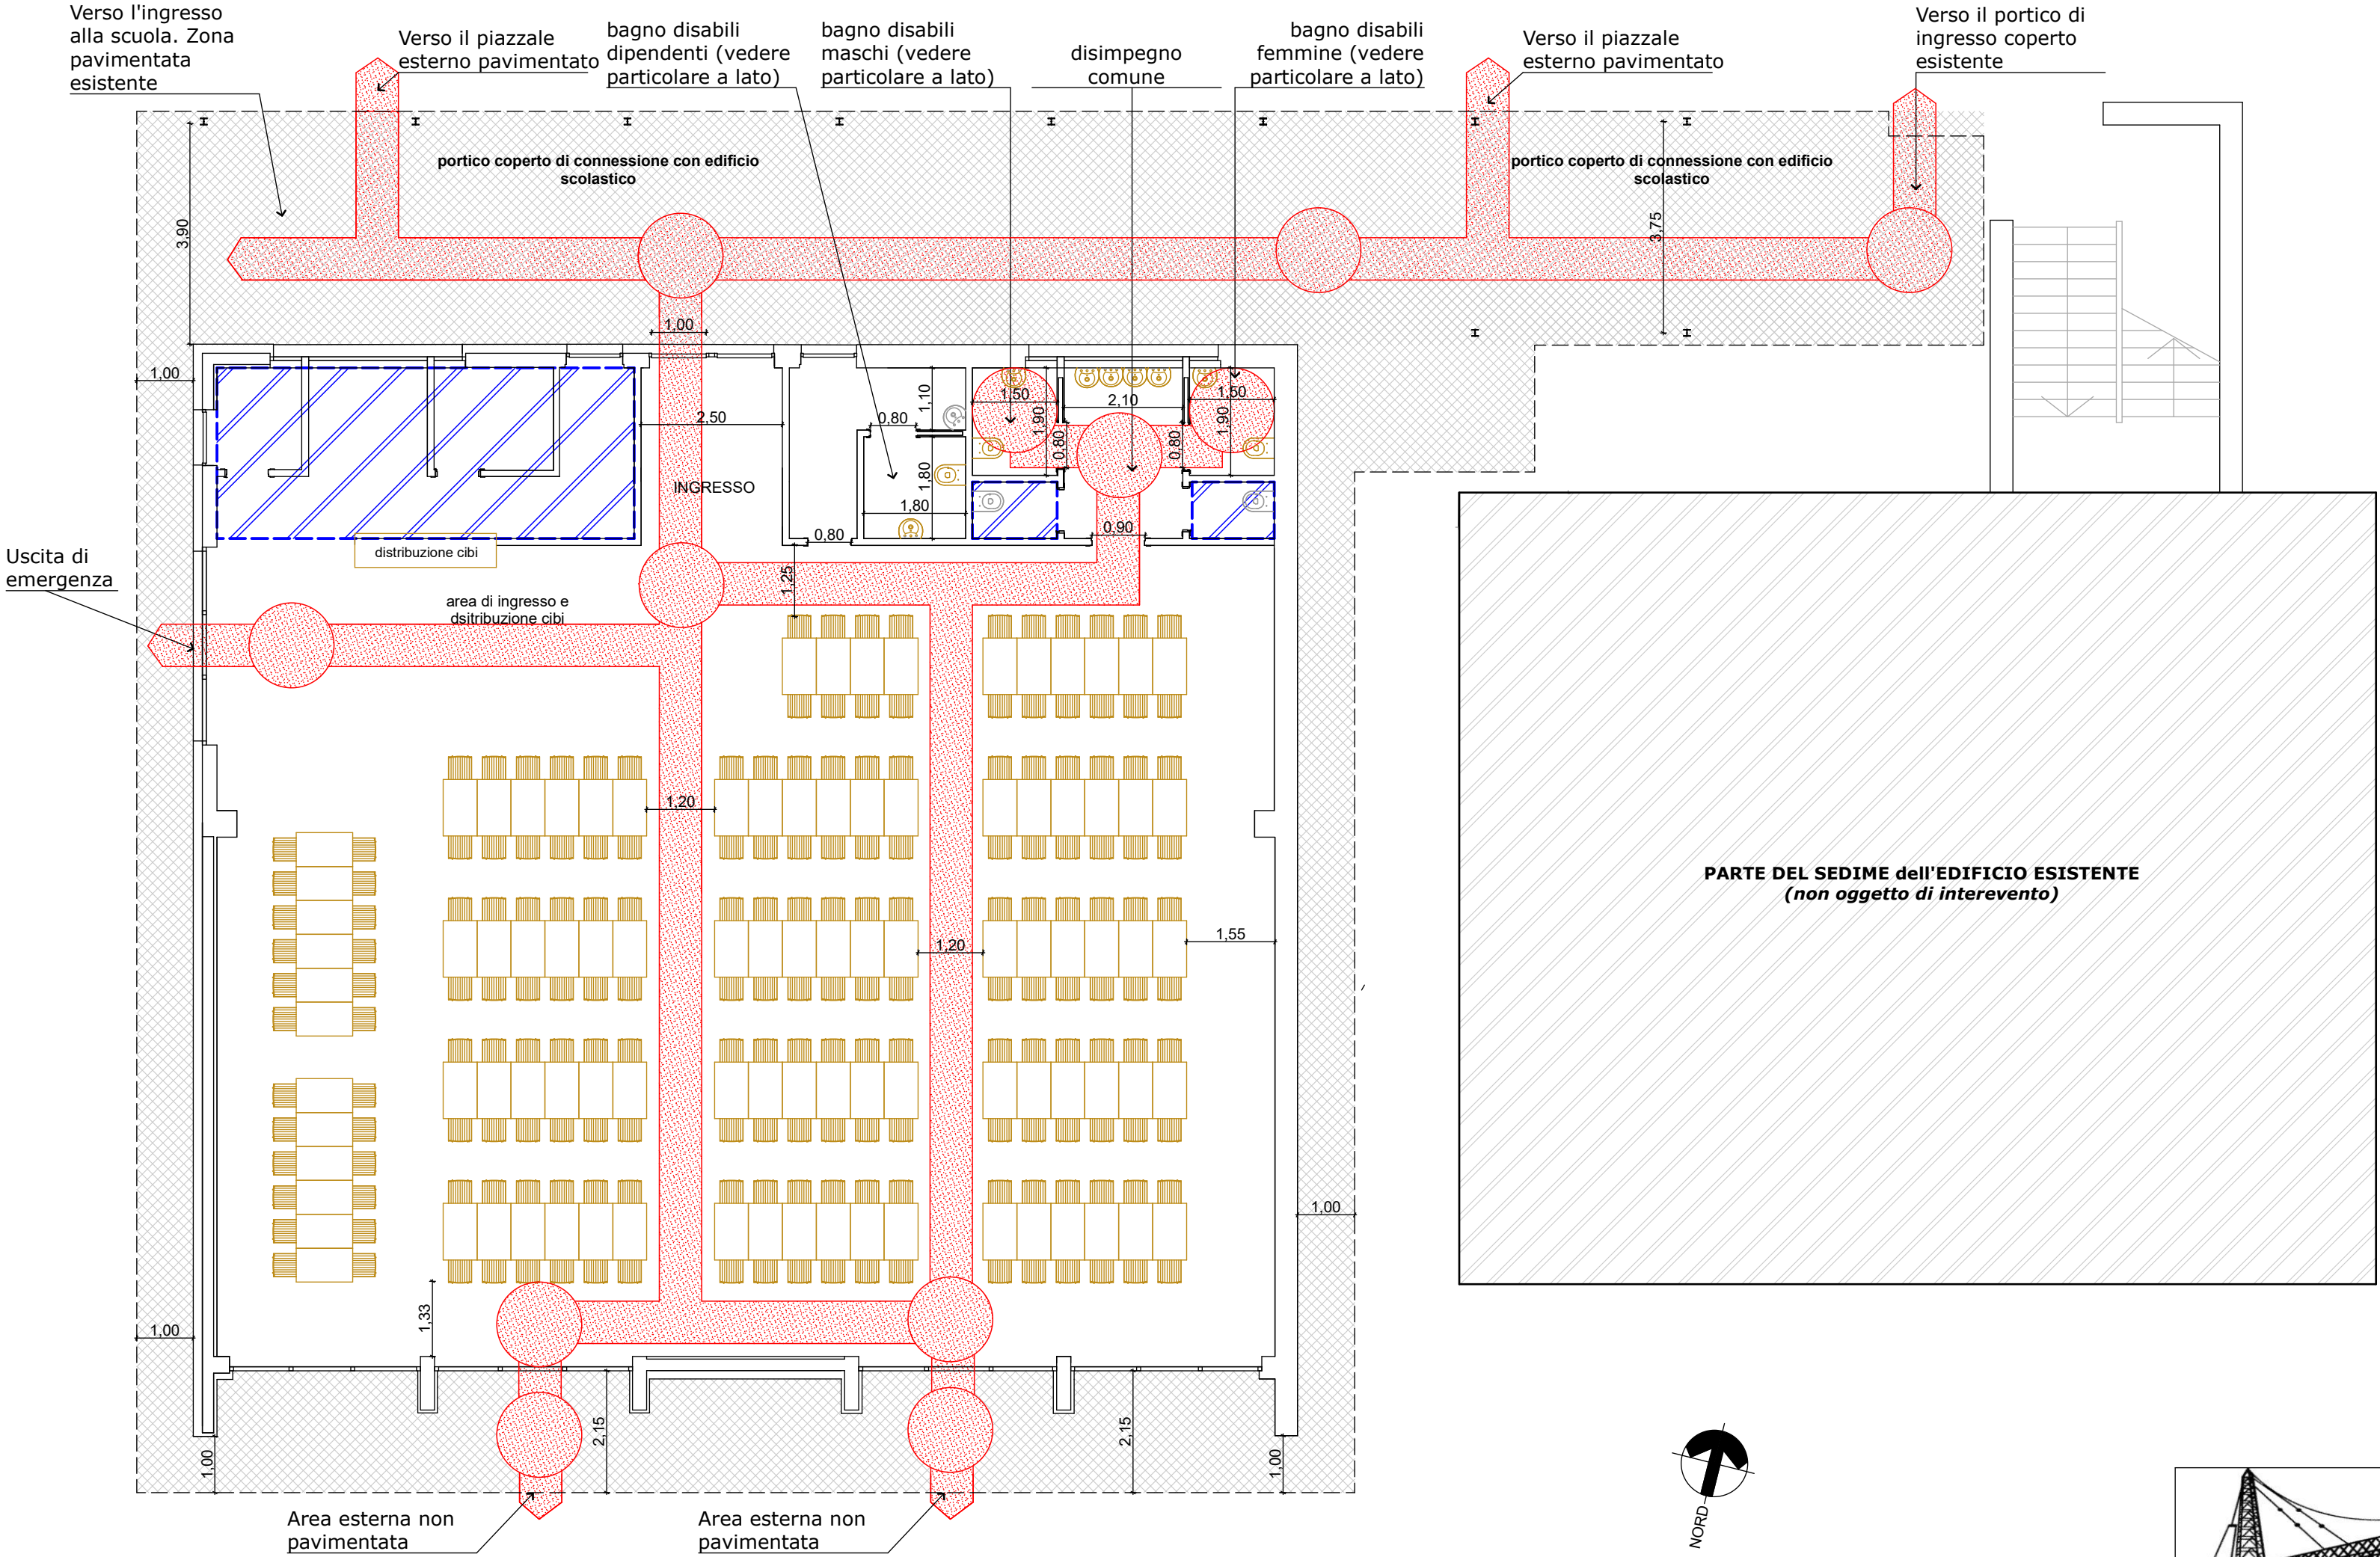 Verso l'ingresso
alla scuola. Zona
pavimentata
esistente
Verso il piazzale
esterno pavimentato
bagno disabili
dipendenti (vedere
particolare a lato)
bagno disabili
maschi (vedere
particolare a lato)
disimpegno
comune
bagno disabili
femmine (vedere
particolare a lato)
Verso il piazzale
esterno pavimentato
Verso il portico di
ingresso coperto
esistente
portico coperto di connessione con edificio
scolastico
portico coperto di connessione con edificio
scolastico
3,90
3,75
1,00
1,00
2,50
0,80
1,10
1,50
1,90
2,10
1,50
1,90
0,80
0,80
1,80
1,80
INGRESSO
0,80
0,90
distribuzione cibi
1,25
Uscita di
emergenza
area di ingresso e
dsitribuzione cibi
1,20
1,20
1,55
PARTE DEL SEDIME dell'EDIFICIO ESISTENTE
(non oggetto di interevento)
1,00
1,33
1,00
2,15
2,15
1,00
1,00
Area esterna non
pavimentata
Area esterna non
pavimentata
NORD